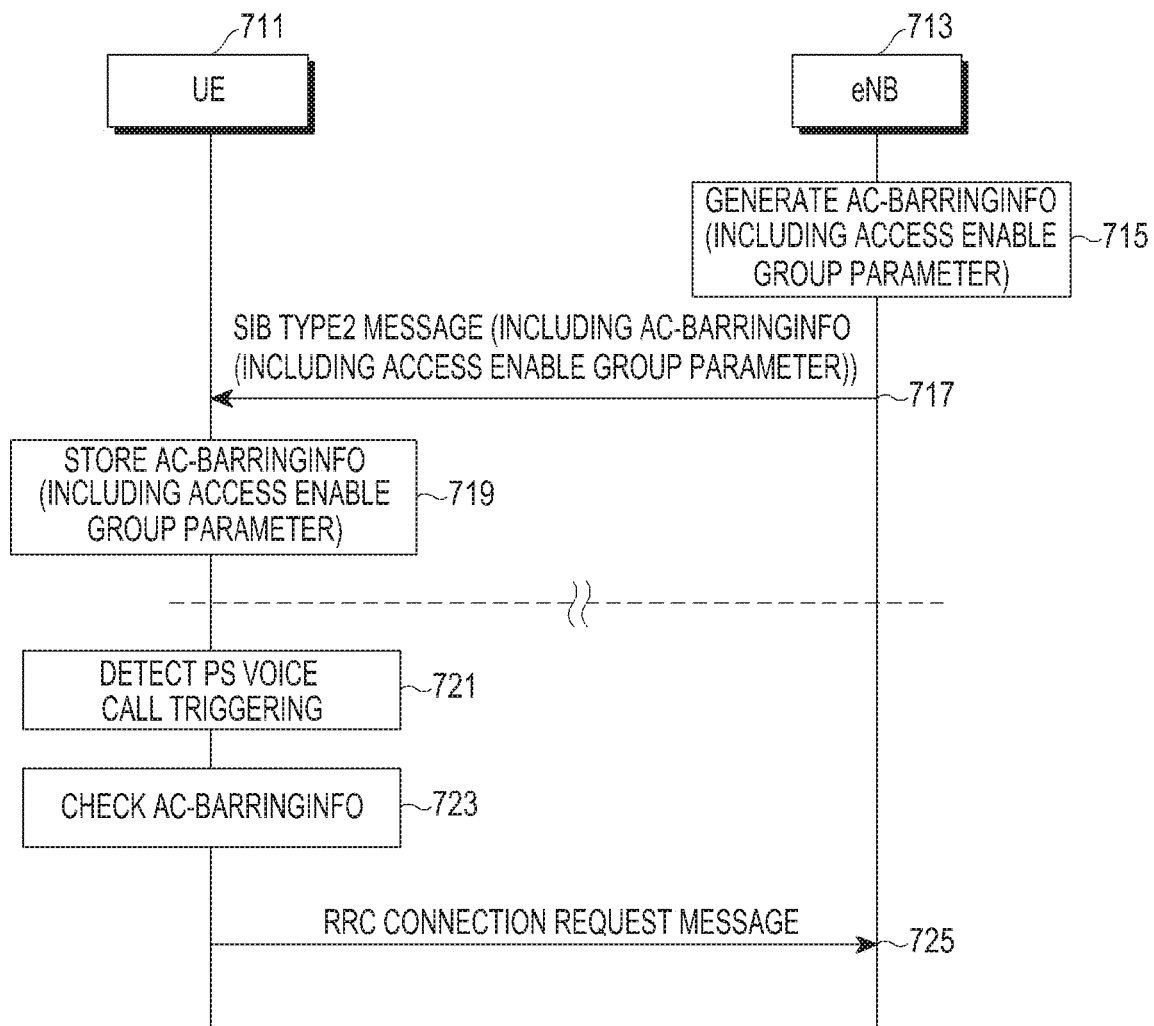 711
713
UE
eNB
GENERATE AC-BARRINGINFO
(INCLUDING ACCESS ENABLE
GROUP PARAMETER)
715
SIB TYPE2 MESSAGE (INCLUDING AC-BARRINGINFO
(INCLUDING ACCESS ENABLE GROUP PARAMETER))
717
STORE AC-BARRINGINFO
(INCLUDING ACCESS ENABLE
GROUP PARAMETER)
719
DETECT PS VOICE
CALL TRIGGERING
721
CHECK AC-BARRINGINFO
723
RRC CONNECTION REQUEST MESSAGE
725